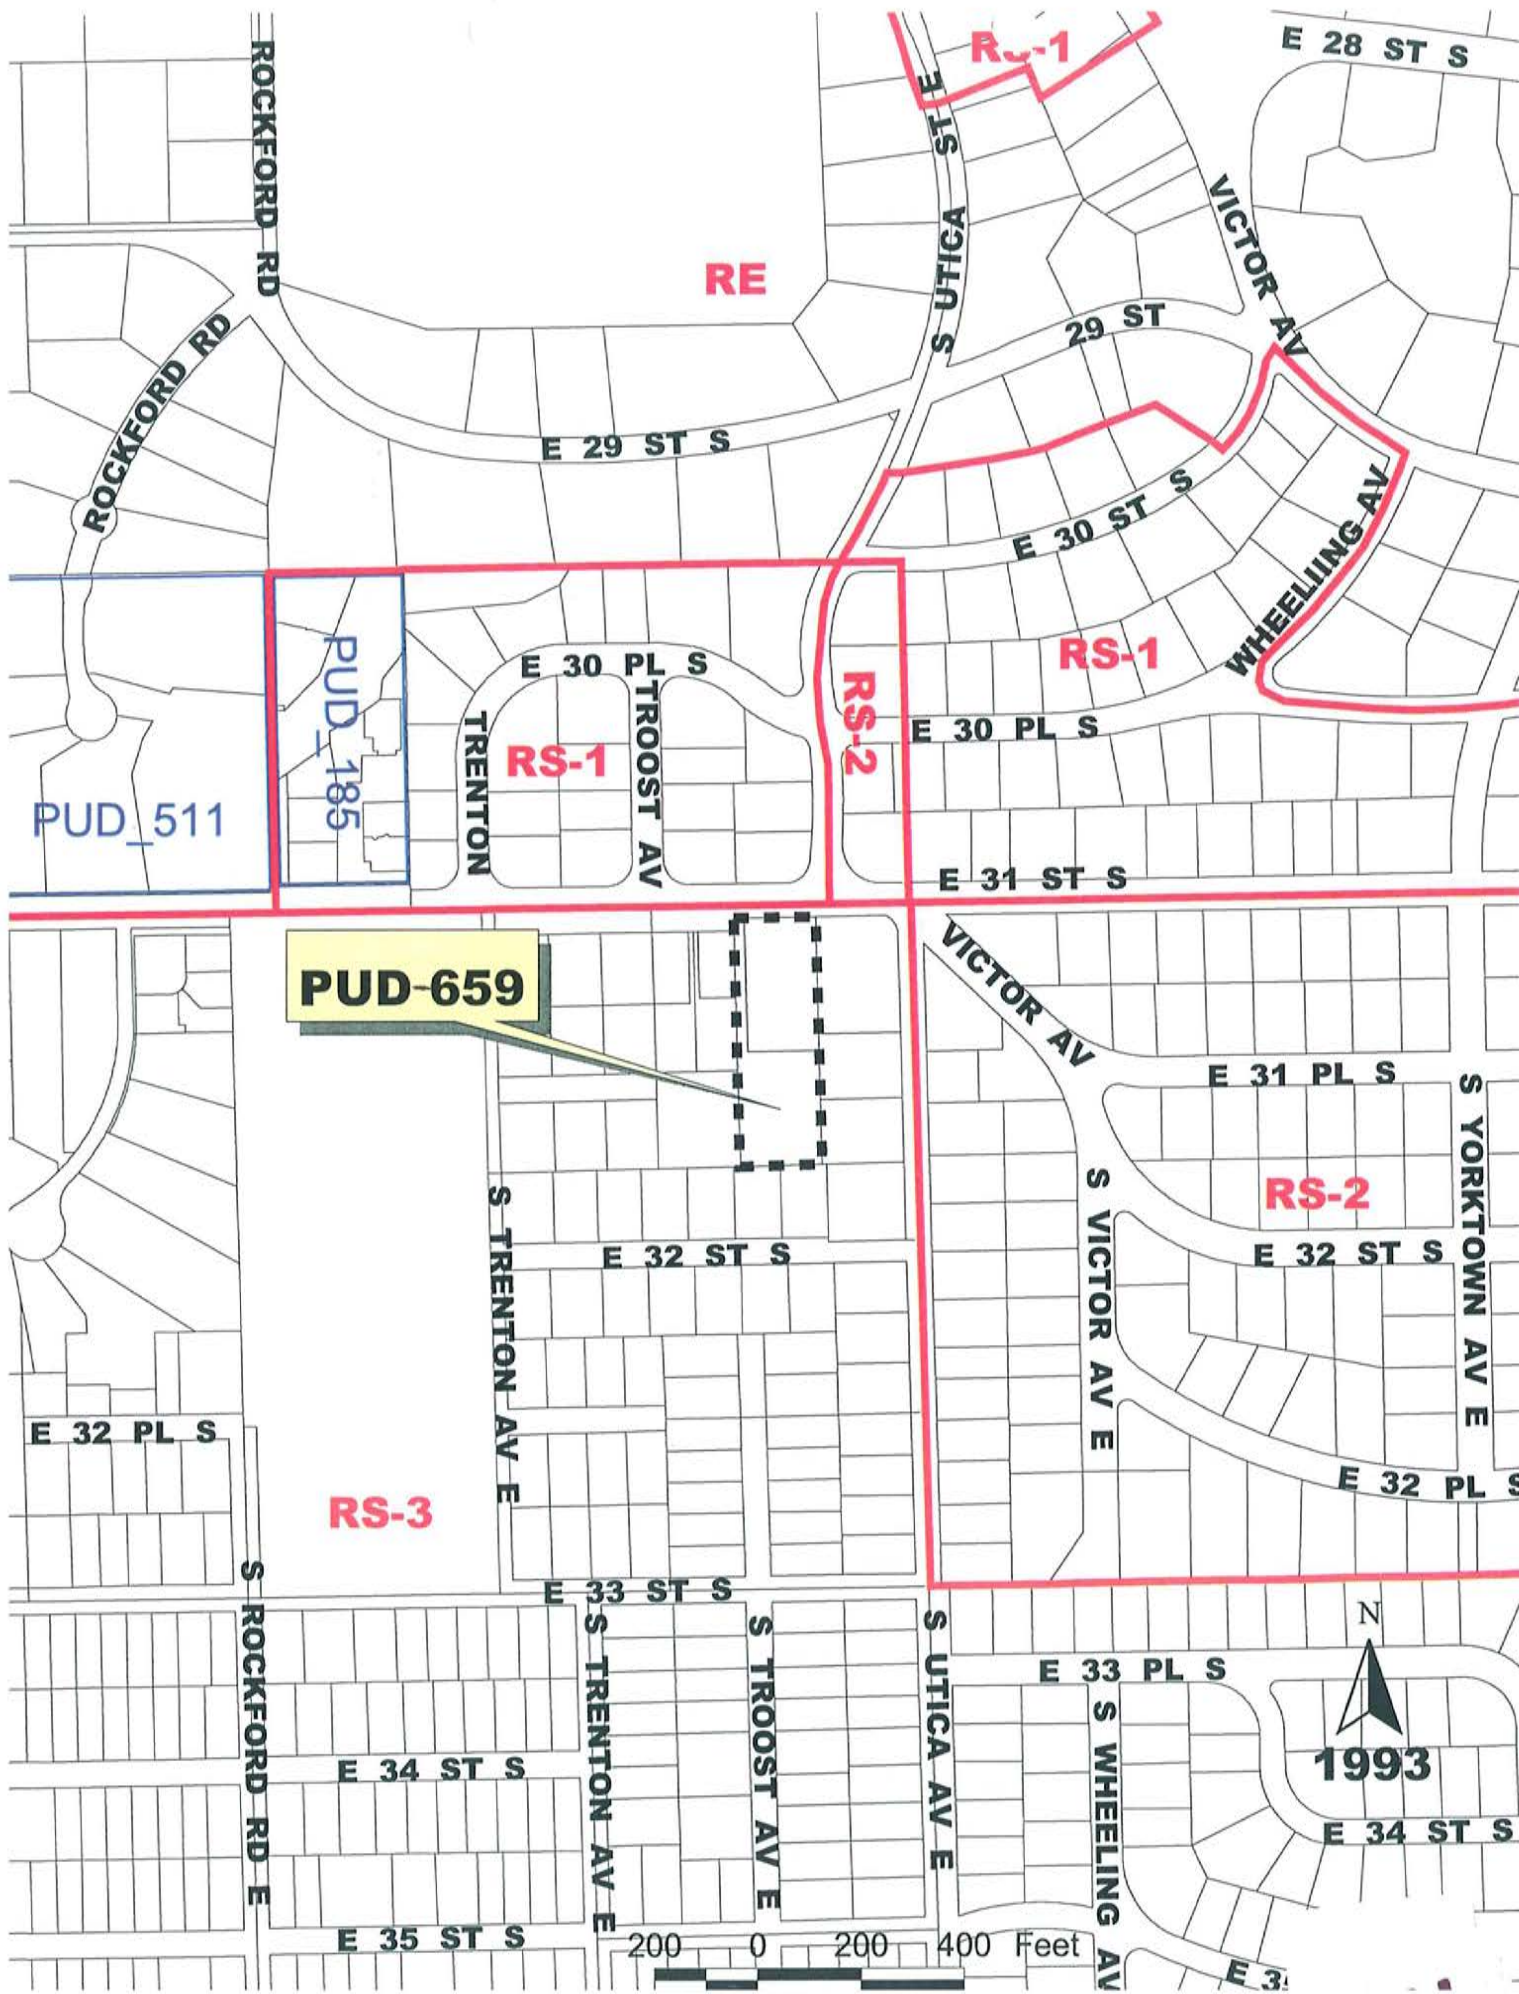 R
-1
E 28 ST S
ROCKFORD RD
S UTICA ST E
VICTOR AV
RE
29 ST
ROCKFORD RD
E 29 ST S
E 30 ST S
WHEELIING AV
RS-1
PUD_185
E 30 PL S
TROOST AV
TRENTON
RS-1
RS-2
E 30 PL S
PUD_511
E 31 ST S
VICTOR AV
PUD-659
E 31 PL S
S YORKTOWN AV E
RS-2
S VICTOR AV E
S TRENTON AV E
E 32 ST S
E 32 ST S
E 32 PL S
E 32 PL S
RS-3
E 33 ST S
S ROCKFORD RD E
S TRENTON AV E
S TROOST AV E
S UTICA AV E
N
E 33 PL S
S WHEELING AV
1993
E 34 ST S
E 34 ST S
E 35 ST S
200 0 200 400 Feet
E 3